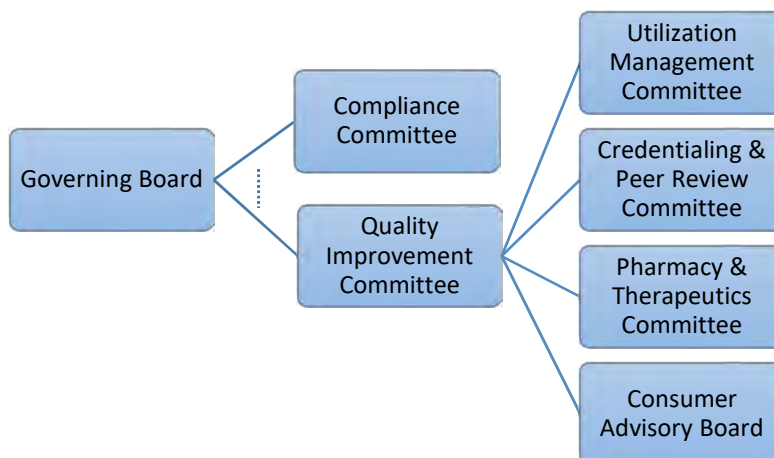 Governing Board
Compliance
Committee
Quality
Improvement
Committee
Utilization
Management
Committee
Credentialing &
Peer Review
Committee
Pharmacy &
Therapeutics
Committee
Consumer
Advisory Board